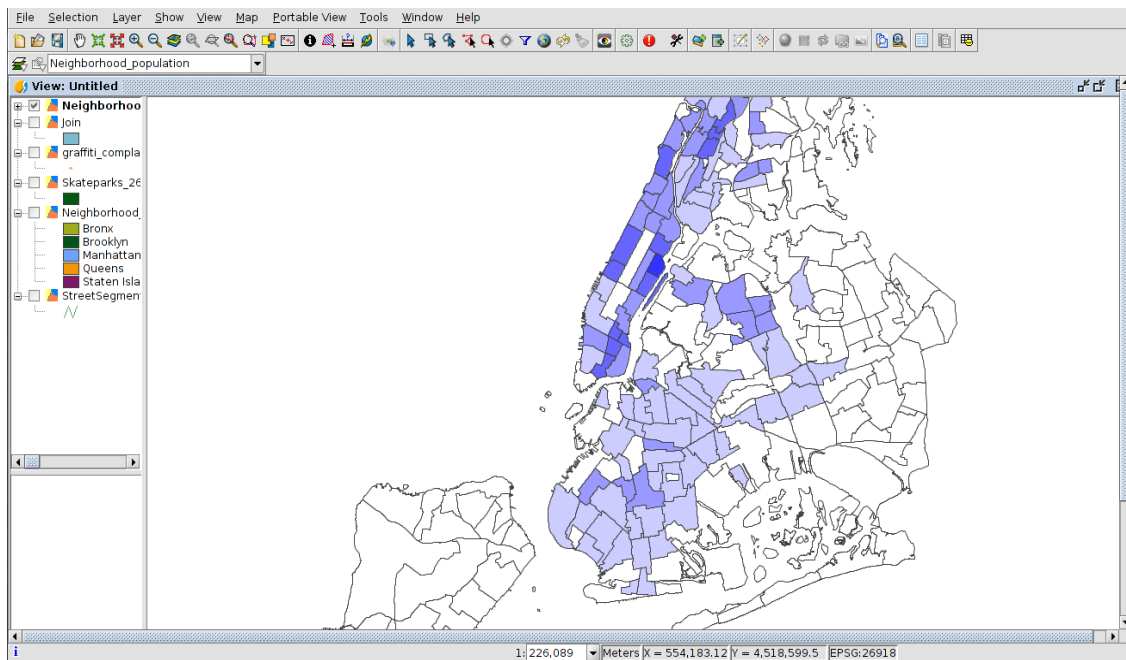 File Selection Layer Show View Map Portable View Tools Window Help
Neighborhood_population
View: Untitled
Neighborhoo
Join
graffiti_compla
Skateparks_26
Neighborhood_
Bronx
Brooklyn
Manhattan
Queens
Staten Isla
StreetSegment
1: 226,089 Meters X = 554,183.12 Y = 4,518,599.5 EPSG:26918